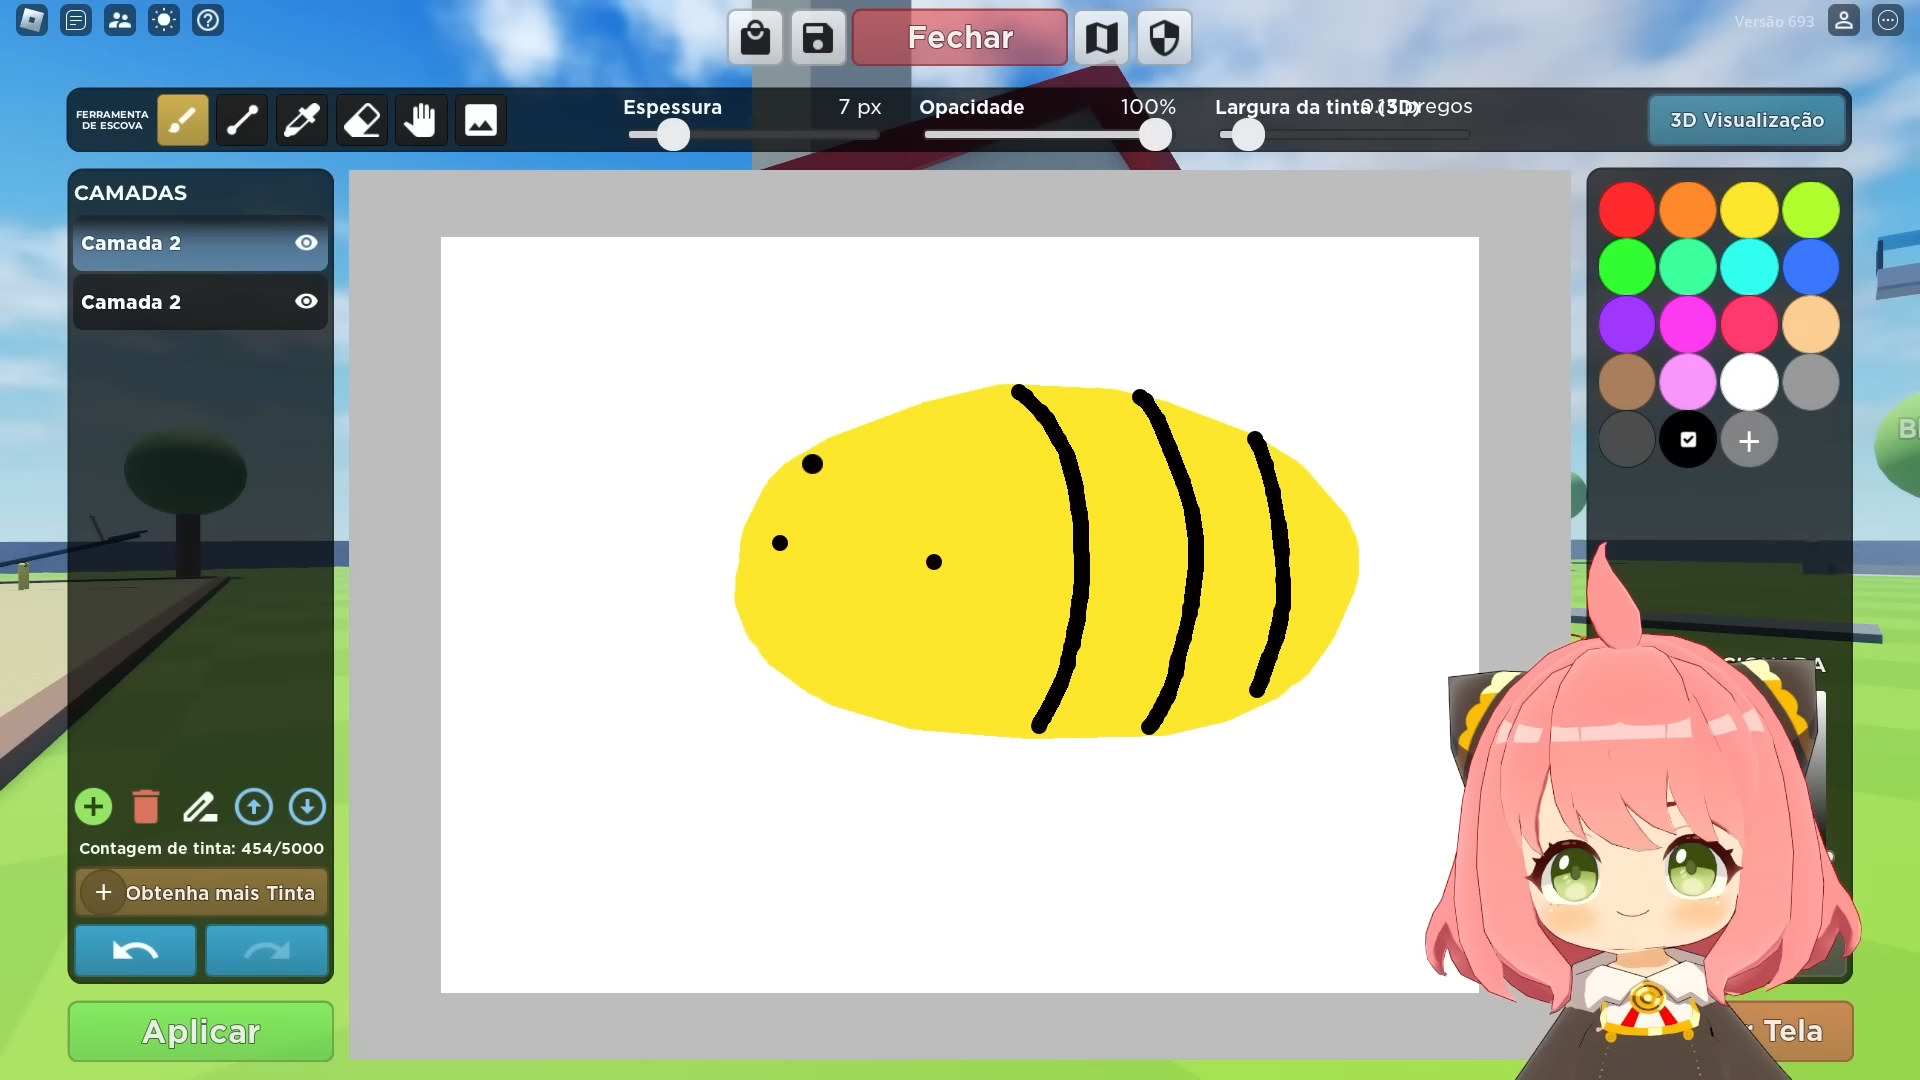 Fechar
Versão 693
FERRAMENTA
DE ESCOVA
Espessura
7 px
Opacidade
100%
Largura da tinta (3D)
3D Visualização
CAMADAS
Camada 2
Camada 2
Contagem de tinta: 454/5000
+ Obtenha mais Tinta
Aplicar
Tela